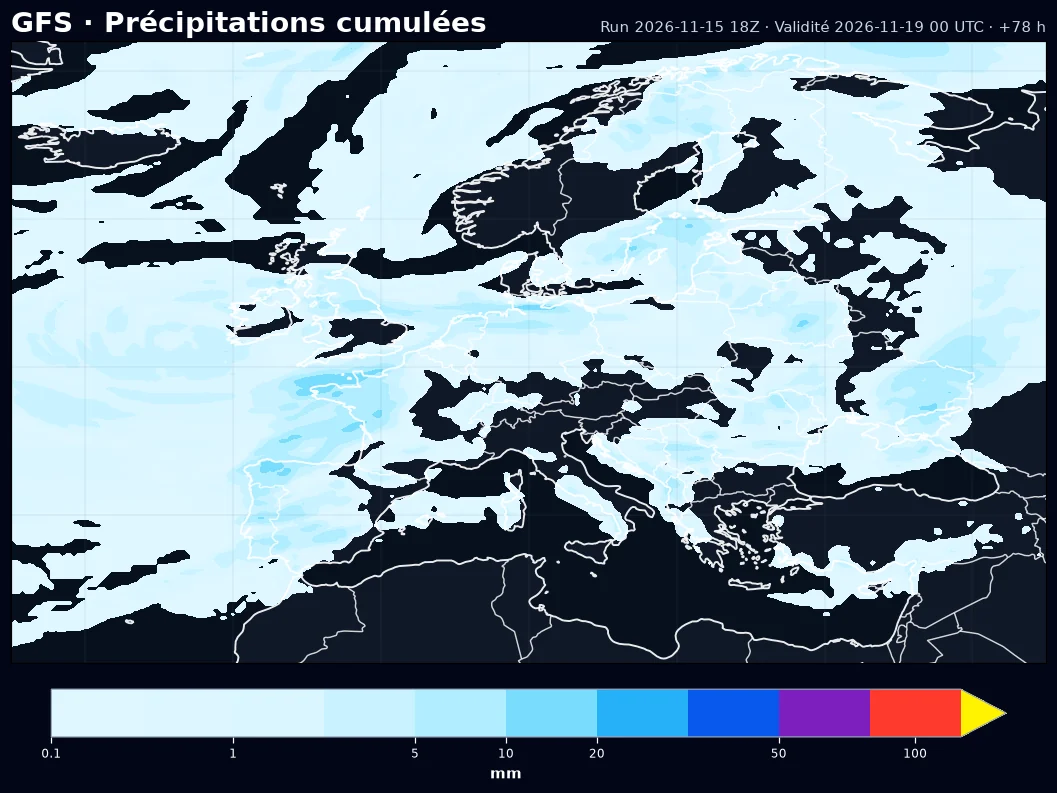 GFS · Précipitations cumulées
Run 2026-11-15 18Z · Validité 2026-11-19 00 UTC · +78 h
0.1 1 5 10 20 50 100
mm